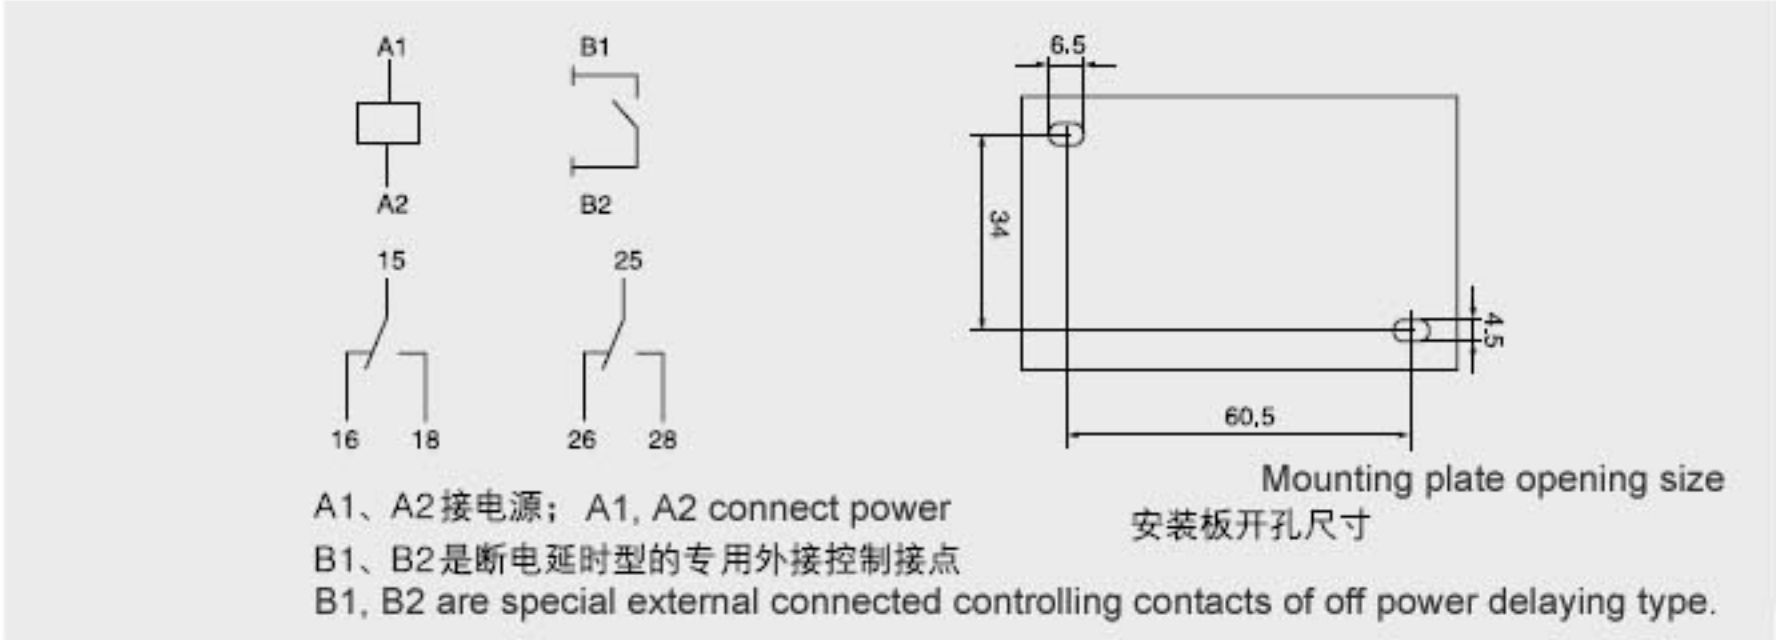 A1
B1
A2
B2
15
25
16
18
26
28
6.5
34
4.5
60.5
Mounting plate opening size
安装板开孔尺寸
A1、A2接电源； A1, A2 connect power
B1、B2是断电延时型的专用外接控制接点
B1, B2 are special external connected controlling contacts of off power delaying type.